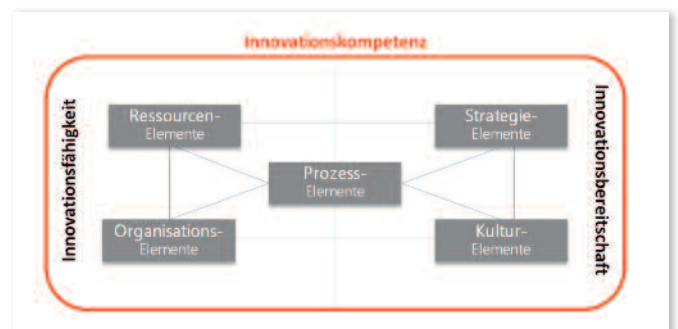 Innovationskompetenz
Innovationsfähigkeit
Ressourcen-
Elemente
Strategie-
Elemente
Prozess-
Elemente
Organisations-
Elemente
Kultur-
Elemente
Innovationsbereitschaft